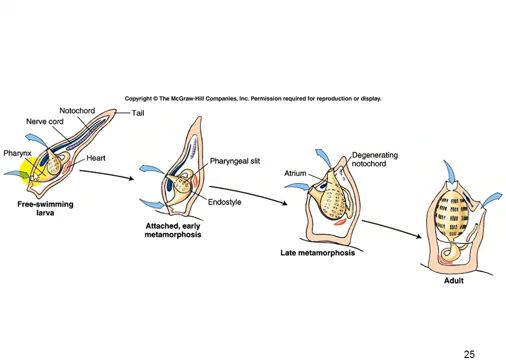 Copyright © The McGraw-Hill Companies, Inc. Permission required for reproduction or display.
Notochord
Nerve cord
Tail
Pharynx
Heart
Free-swimming
larva
Pharyngeal slit
Endostyle
Attached, early
metamorphosis
Degenerating
notochord
Atrium
Late metamorphosis
Adult
25